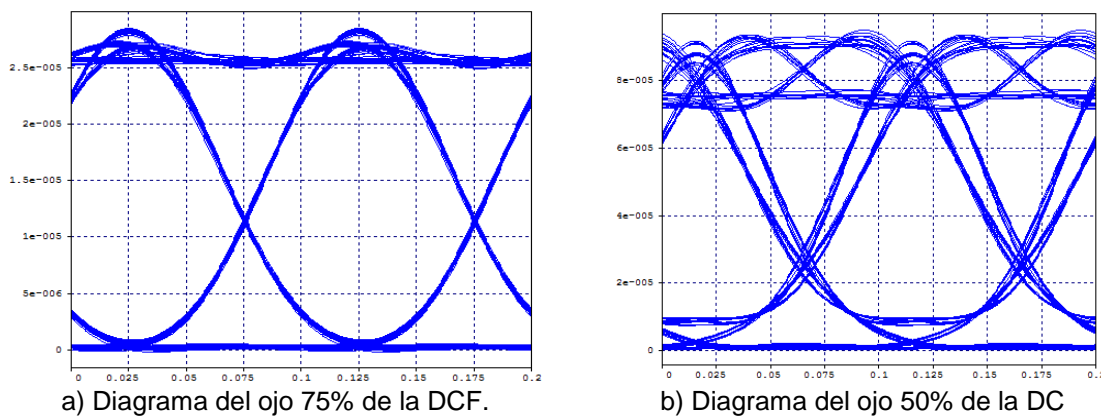 2.5e-005
2e-005
1.5e-005
1e-005
5e-006
0
0 0.025 0.05 0.075 0.1 0.125 0.15 0.175 0.2
a) Diagrama del ojo 75% de la DCF.
8e-005
6e-005
4e-005
2e-005
0
0 0.025 0.05 0.075 0.1 0.125 0.15 0.175
b) Diagrama del ojo 50% de la DC